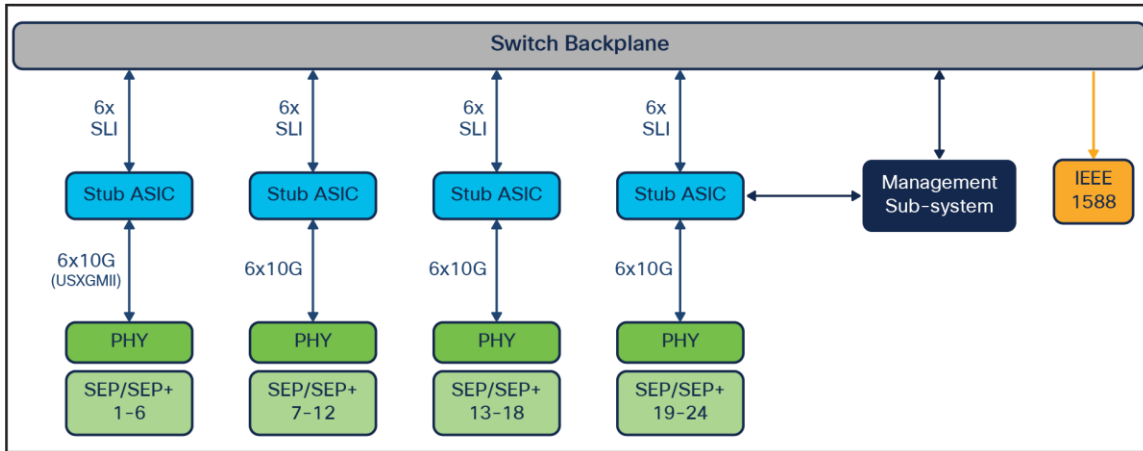 Switch Backplane
6x
SLI
6x
SLI
6x
SLI
6x
SLI
Stub ASIC
Stub ASIC
Stub ASIC
Stub ASIC
Management
Sub-system
IEEE
1588
6x10G
(USXGMII)
6x10G
6x10G
6x10G
PHY
PHY
PHY
PHY
SEP/SEP+
1-6
SEP/SEP+
7-12
SEP/SEP+
13-18
SEP/SEP+
19-24